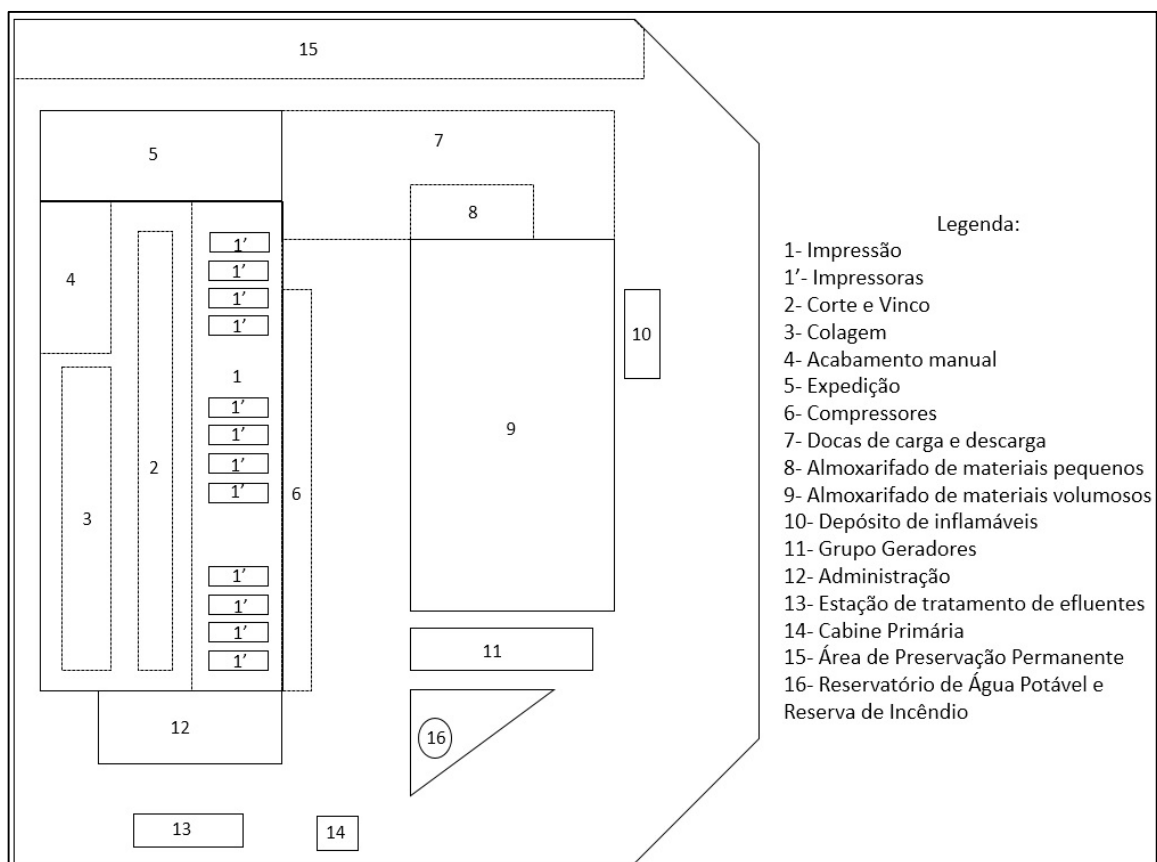 15
5
7
8
4
1'
1'
1'
1'
10
1
1'
1'
1'
1'
9
2
6
3
1'
1'
1'
1'
11
12
16
13
14
Legenda:
1- Impressão
1’- Impressoras
2- Corte e Vinco
3- Colagem
4- Acabamento manual
5- Expedição
6- Compressores
7- Docas de carga e descarga
8- Almoxarifado de materiais pequenos
9- Almoxarifado de materiais volumosos
10- Depósito de inflamáveis
11- Grupo Geradores
12- Administração
13- Estação de tratamento de efluentes
14- Cabine Primária
15- Área de Preservação Permanente
16- Reservatório de Água Potável e
Reserva de Incêndio